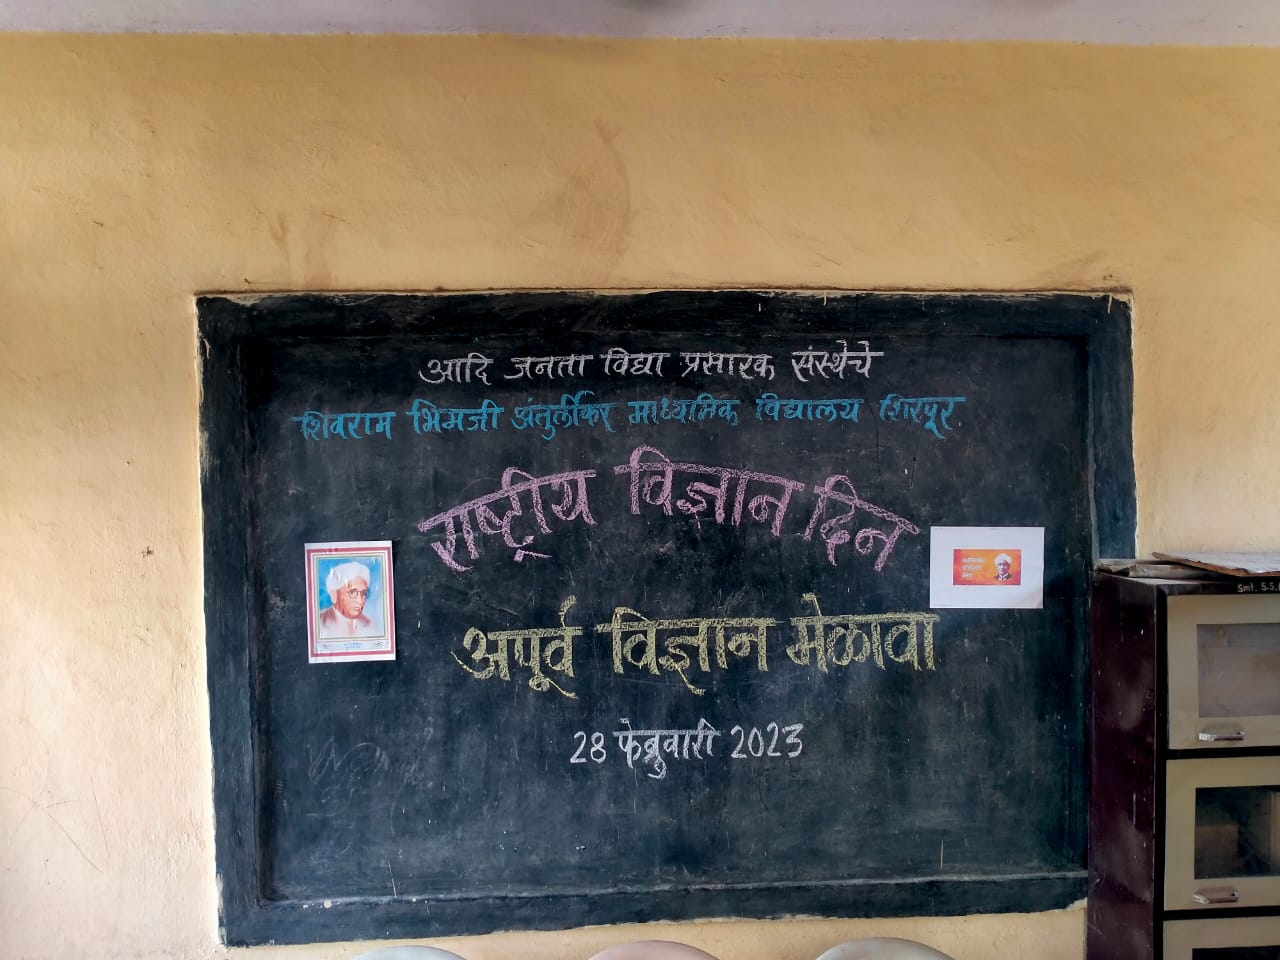 आदि जनता विद्या प्रसारक संस्थेचे
शिवराम भिमजी अंतुर्लीकर माध्यमिक विद्यालय शिरपूर
राष्ट्रीय विज्ञान दिन
अपूर्व विज्ञान मेळावा
28 फेब्रुवारी 2023